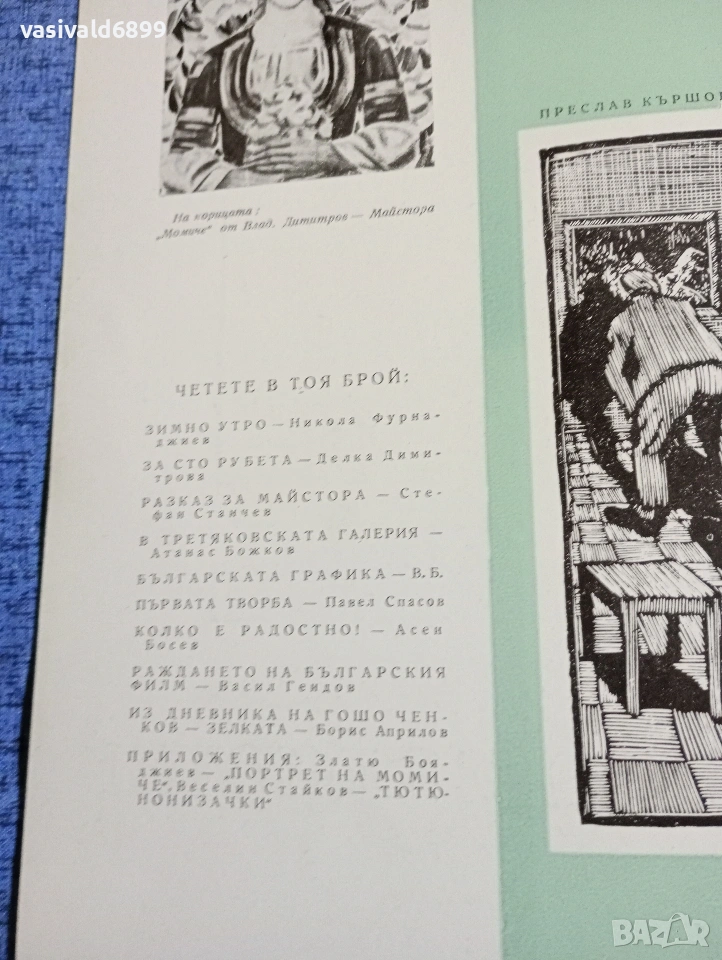 vasivald6899
ПРЕСЛАВ КЪРШОВ
На корицата:
„Момиче“ от Влад. Димитров — Майстора
ЧЕТЕТЕ В ТОЯ БРОЙ:
ЗИМНО УТРО — Никола Фурна-
джиев
ЗА СТО РУБЕТА — Делка Дими-
трова
РАЗКАЗ ЗА МАЙСТОРА — Сте-
фан Станчев
В ТРЕТЯКОВСКАТА ГАЛЕРИЯ —
Атанас Божков
БЪЛГАРСКАТА ГРАФИКА — В. Б.
ПЪРВАТА ТВОРБА — Павел Спасов
КОЛКО Е РАДОСТНО! — Асен
Босев
РАЖДАНЕТО НА БЪЛГАРСКИЯ
ФИЛМ — Васил Гендов
ИЗ ДНЕВНИКА НА ГОШО ЧЕН-
КОВ — ЗЕЛКАТА — Борис Априлов
ПРИЛОЖЕНИЯ: Златю Боя-
джиев — „ПОРТРЕТ НА МОМИ-
ЧЕ“, Веселин Стайков — „ТЮТЮ-
НОНИЗАЧКИ“
BAZAR